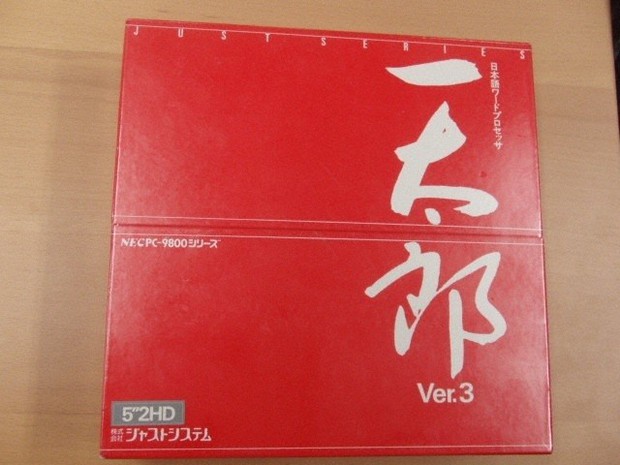 JUST SERIES
日本語ワードプロセッサ
一太郎
Ver.3
NEC PC-9800シリーズ
5"2HD
株式会社 ジャストシステム